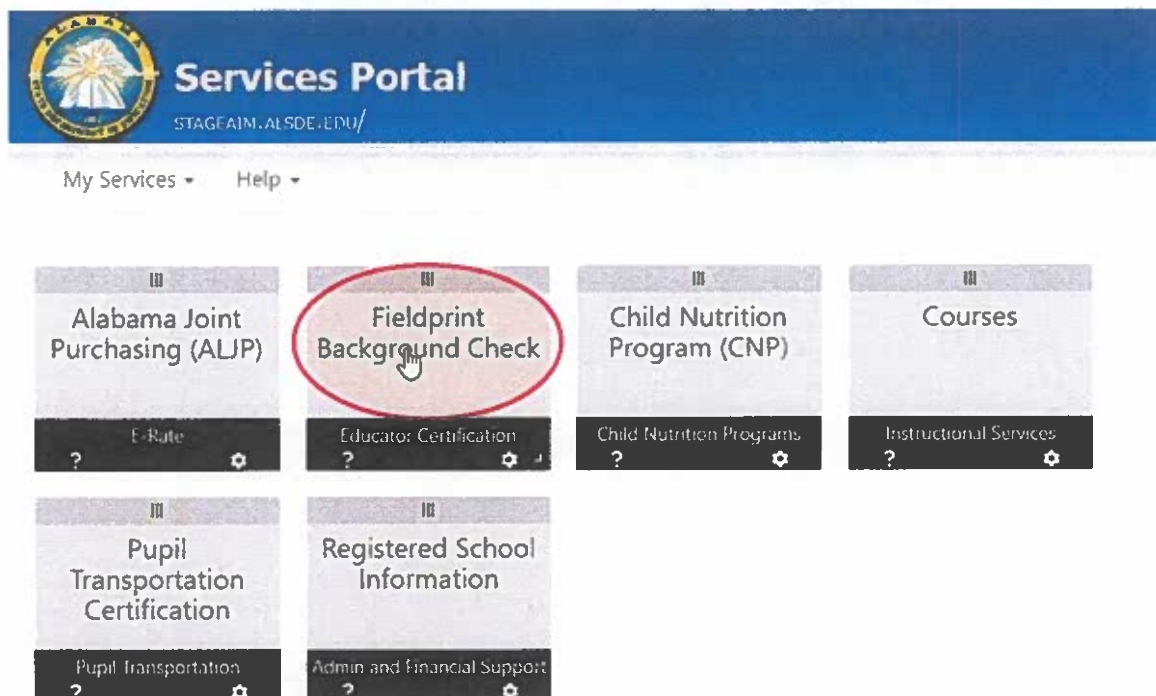 ALABAMA
Services Portal
STAGEAIM.ALSDE.EDU/
My Services
Help
Alabama Joint
Purchasing (ALJP)
E-Rate
?
Fieldprint
Background Check
Educator Certification
?
Child Nutrition
Program (CNP)
Child Nutrition Programs
?
Courses
Instructional Services
?
Pupil
Transportation
Certification
Pupil Transportation
?
Registered School
Information
Admin and Financial Support
?